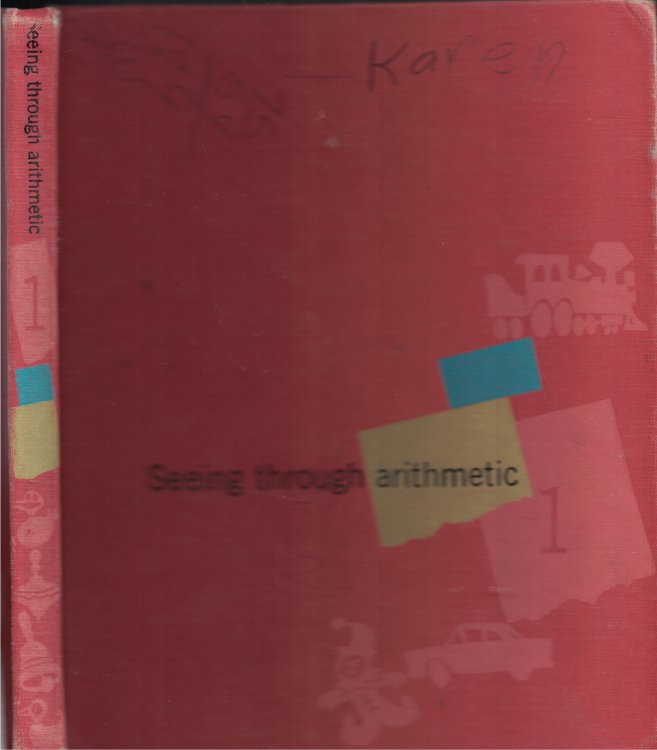 Karen
Seeing through arithmetic
1
Seeing through arithmetic
1